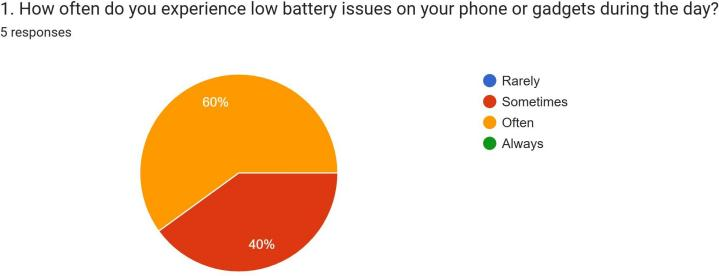 1. How often do you experience low battery issues on your phone or gadgets during the day?
5 responses
60%
40%
Rarely
Sometimes
Often
Always